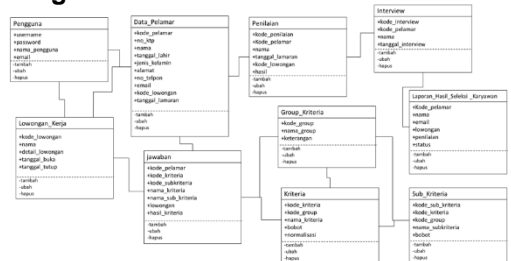 Pengguna
+username
+password
+nama_pengguna
+email
-tambah
-ubah
-hapus
Data_Pelamar
+kode_pelamar
+no_ktp
+nama
+tanggal_lahir
+jenis_kelamin
+alamat
+no_telpon
+email
+kode_lowongan
+tanggal_lamaran
-tambah
-ubah
-hapus
Penilaian
+kode_penilaian
+kode_pelamar
+nama
+tanggal_lamaran
+kode_lowongan
+hasil
-tambah
-ubah
-hapus
Interview
+kode_interview
+kode_pelamar
+nama
+tanggal_interview
-tambah
-ubah
-hapus
Lowongan_Kerja
+kode_lowongan
+nama
+detail_lowongan
+tanggal_buka
+tanggal_tutup
-tambah
-ubah
-hapus
Jawaban
+kode_pelamar
+kode_kriteria
+kode_subkriteria
+nama_kriteria
+nama_sub_kriteria
+lowongan
+hasil_kriteria
-tambah
-ubah
-hapus
Group_Kriteria
+kode_group
+nama_group
+keterangan
-tambah
-ubah
-hapus
Laporan_Hasil_Seleksi _Karyawan
+Kode_pelamar
+nama
+email
+lowongan
+penilaian
+status
-tambah
-ubah
-hapus
Kriteria
+kode_kriteria
+kode_group
+nama_kriteria
+bobot
+normalisasi
-tambah
-ubah
-hapus
Sub_Kriteria
+kode_sub_kriteria
+kode_kriteria
+kode_group
+nama_subkriteria
+bobot
-tambah
-ubah
-hapus